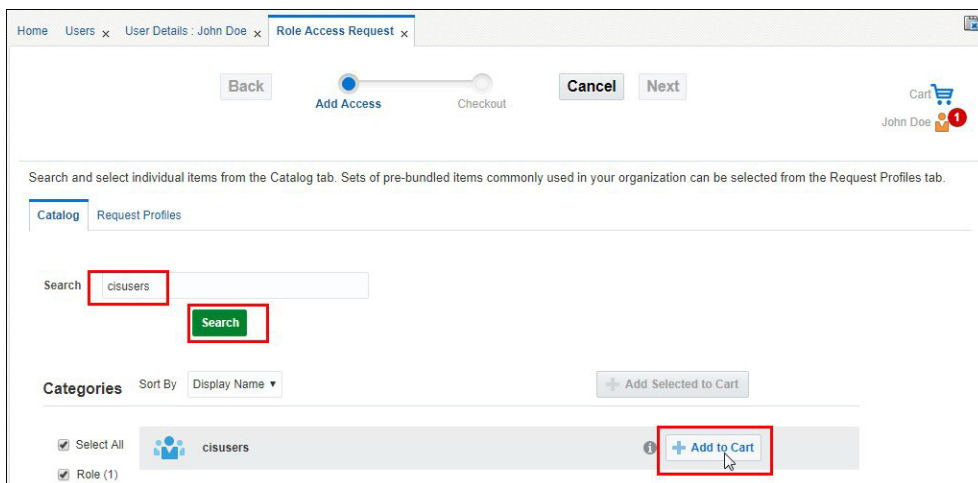 Home Users x User Details : John Doe x Role Access Request x
Back Cancel Next
Add Access Checkout
Cart
John Doe 1
Search and select individual items from the Catalog tab. Sets of pre-bundled items commonly used in your organization can be selected from the Request Profiles tab.
Catalog Request Profiles
Search cisusers
Search
Categories Sort By Display Name ▼ + Add Selected to Cart
Select All cisusers i + Add to Cart
Role (1)